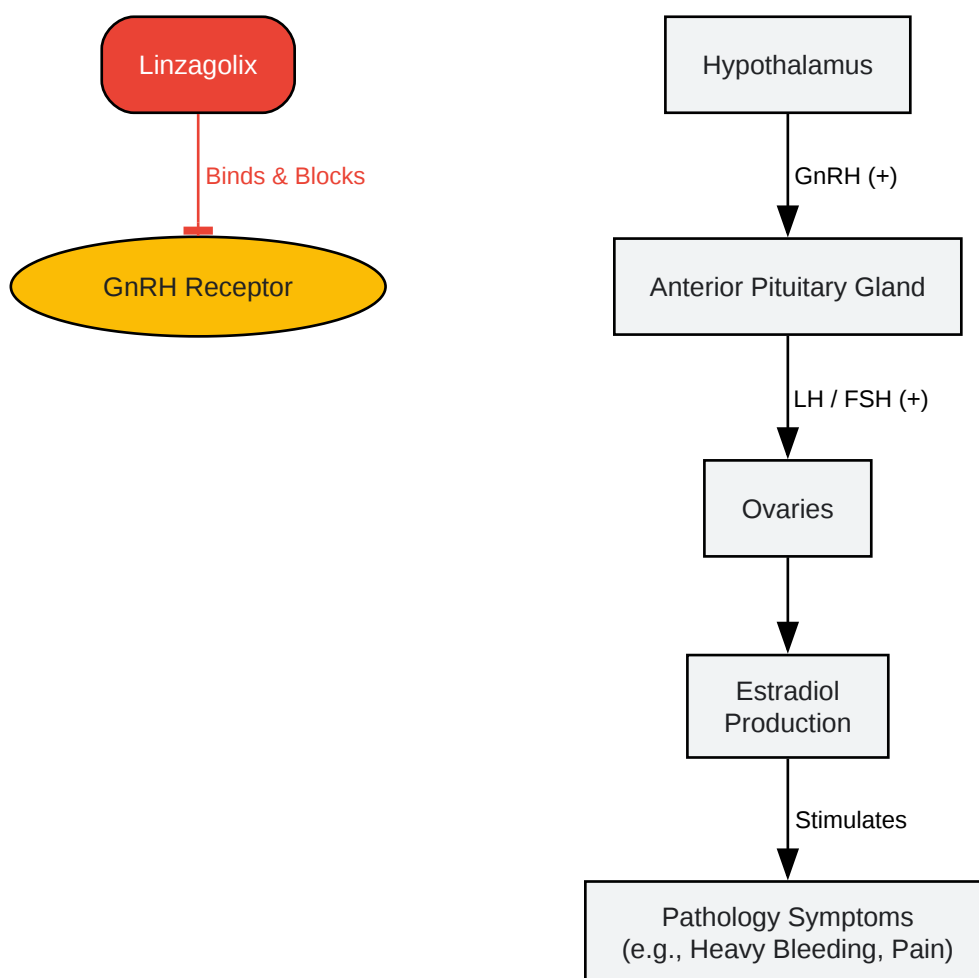 Linzagolix
Binds & Blocks
GnRH Receptor
Hypothalamus
GnRH (+)
Anterior Pituitary Gland
LH / FSH (+)
Ovaries
Estradiol
Production
Stimulates
Pathology Symptoms
(e.g., Heavy Bleeding, Pain)